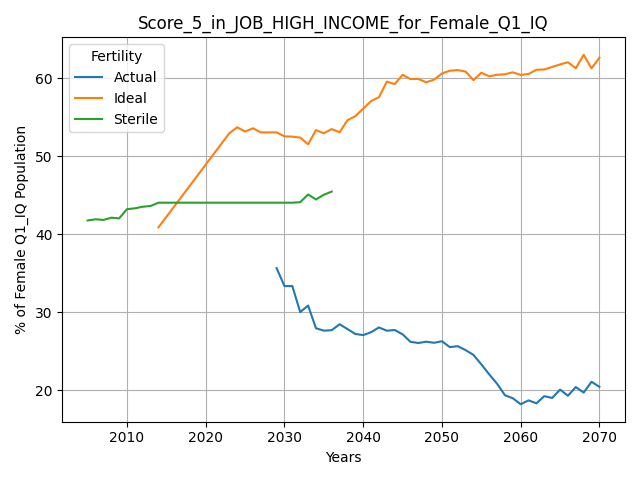 Score_5_in_JOB_HIGH_INCOME_for_Female_Q1_IQ
Fertility
Actual
Ideal
Sterile
% of Female Q1_IQ Population
60
50
40
30
20
2010 2020 2030 2040 2050 2060 2070
Years